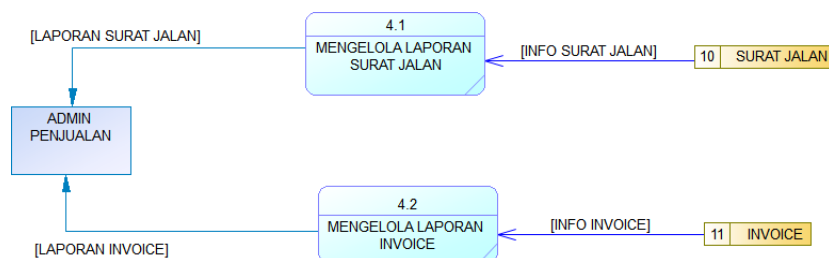 4.1
[LAPORAN SURAT JALAN]
MENGELOLA LAPORAN
SURAT JALAN
[INFO SURAT JALAN]
10 SURAT JALAN
ADMIN
PENJUALAN
4.2
MENGELOLA LAPORAN
INVOICE
[INFO INVOICE]
11 INVOICE
[LAPORAN INVOICE]